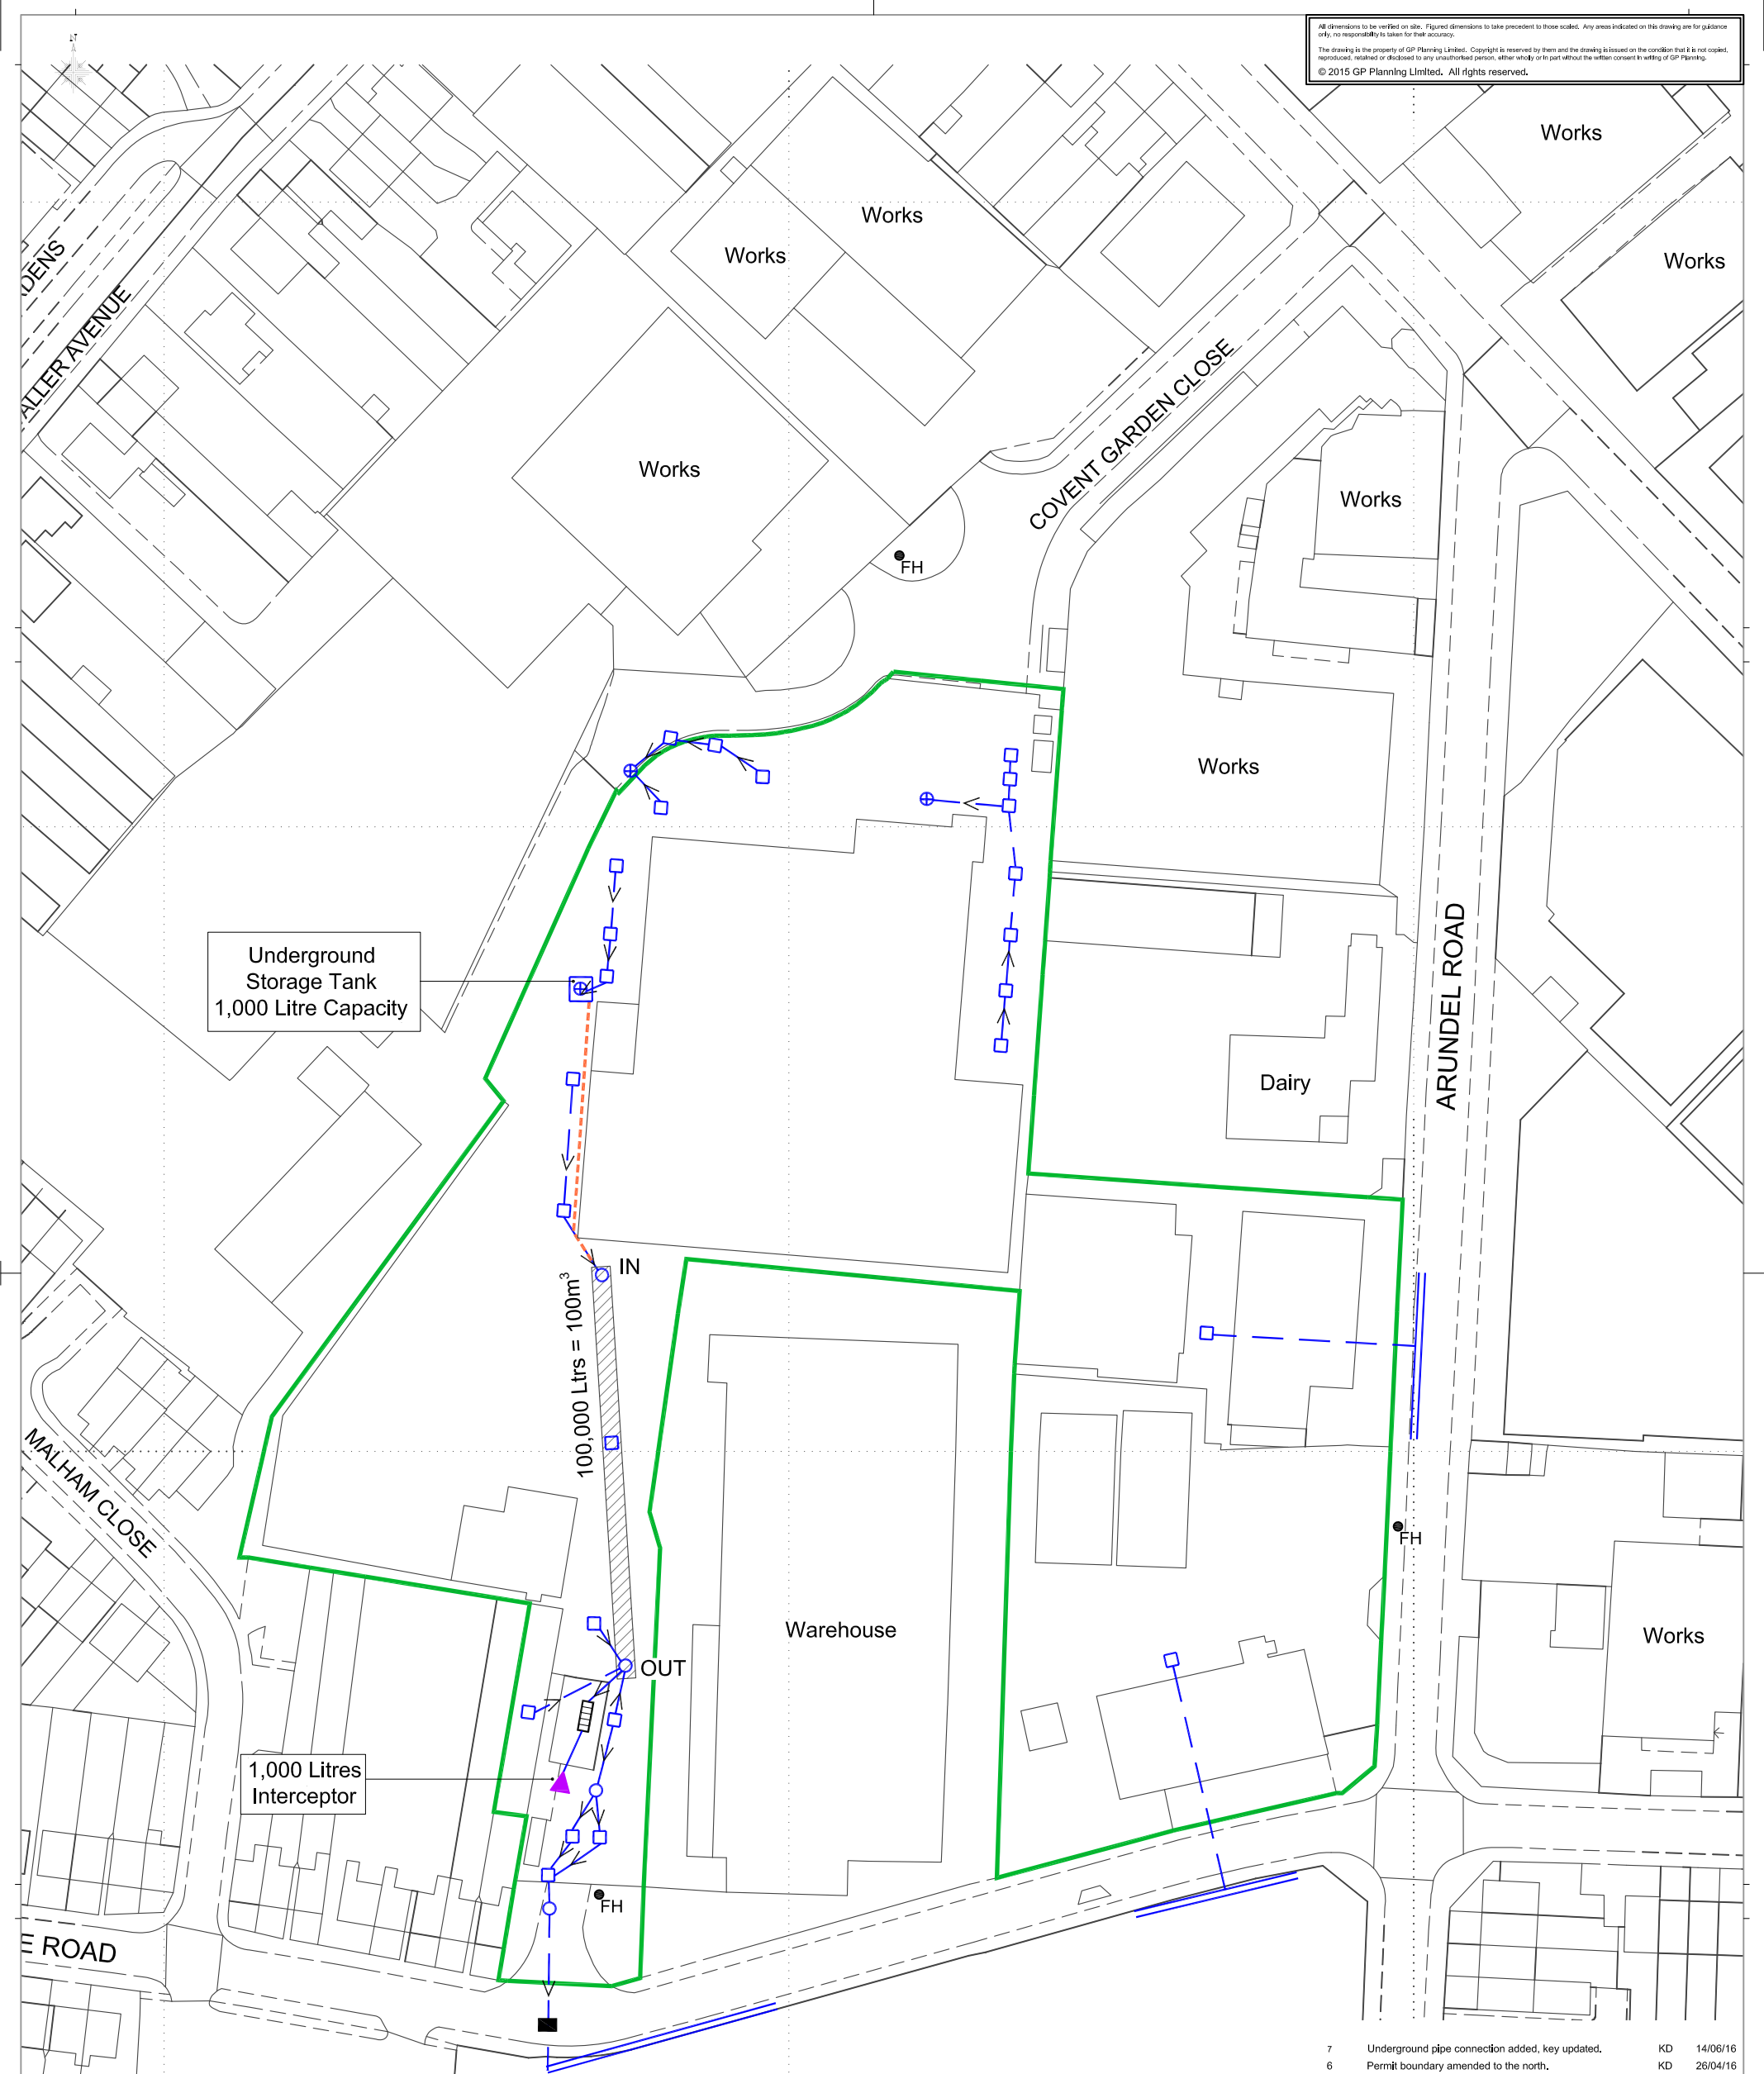 All dimensions to be verified on site. Figured dimensions to take precedent to those scaled. Any areas indicated on this drawing are for guidance
only, no responsibility is taken for their accuracy.
The drawing is the property of GP Planning Limited. Copyright is reserved by them and the drawing is issued on the condition that it is not copied,
reproduced, retained or disclosed to any unauthorised person, either wholly or in part without the written consent in writing of GP Planning.
© 2015 GP Planning Limited. All rights reserved.
N
Works
Works
Works
Works
DENS
ALLER AVENUE
COVENT GARDEN CLOSE
Works
Works
FH
Works
Underground
Storage Tank
1,000 Litre Capacity
ARUNDEL ROAD
Dairy
IN
100,000 Ltrs = 100m³
MALHAM CLOSE
FH
Warehouse
Works
OUT
1,000 Litres
Interceptor
FH
E ROAD
7 Underground pipe connection added, key updated. KD 14/06/16
6 Permit boundary amended to the north. KD 26/04/16